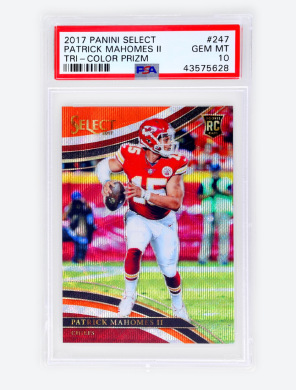 2017 PANINI SELECT #247
PATRICK MAHOMES II GEM MT
TRI-COLOR PRIZM 10
PSA 43575628
SELECT
RC
15
PATRICK MAHOMES II
CHIEFS